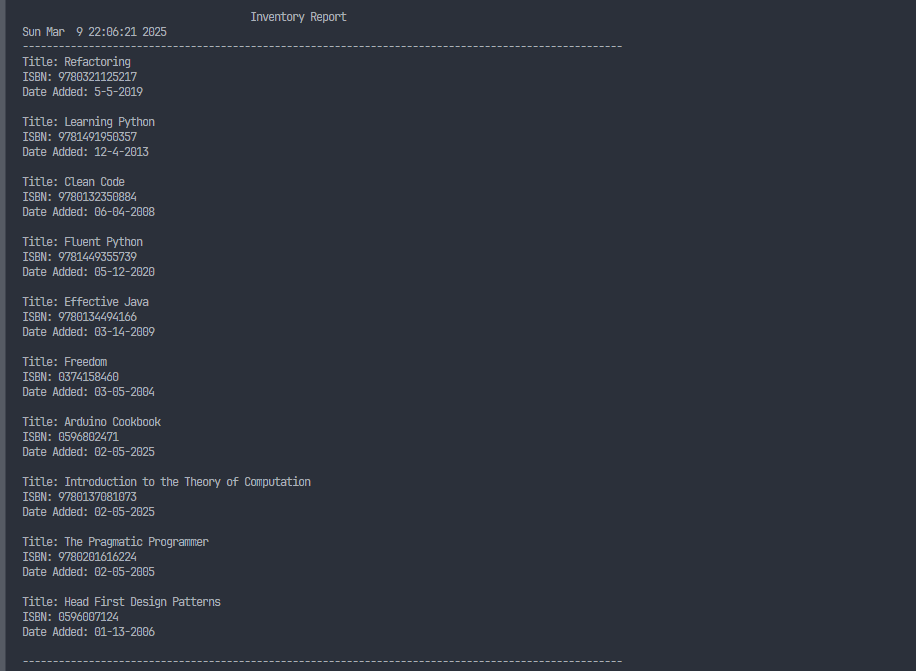 Inventory Report
Sun Mar  9 22:06:21 2025
----------------------------------------------------------------------------------------------------
Title: Refactoring
ISBN: 9780321125217
Date Added: 5-5-2019

Title: Learning Python
ISBN: 9781491950357
Date Added: 12-4-2013

Title: Clean Code
ISBN: 9780132350884
Date Added: 06-04-2008

Title: Fluent Python
ISBN: 9781449355739
Date Added: 05-12-2020

Title: Effective Java
ISBN: 9780134494166
Date Added: 03-14-2009

Title: Freedom
ISBN: 0374158460
Date Added: 03-05-2004

Title: Arduino Cookbook
ISBN: 0596802471
Date Added: 02-05-2025

Title: Introduction to the Theory of Computation
ISBN: 9780137081073
Date Added: 02-05-2025

Title: The Pragmatic Programmer
ISBN: 9780201616224
Date Added: 02-05-2005

Title: Head First Design Patterns
ISBN: 0596007124
Date Added: 01-13-2006

----------------------------------------------------------------------------------------------------